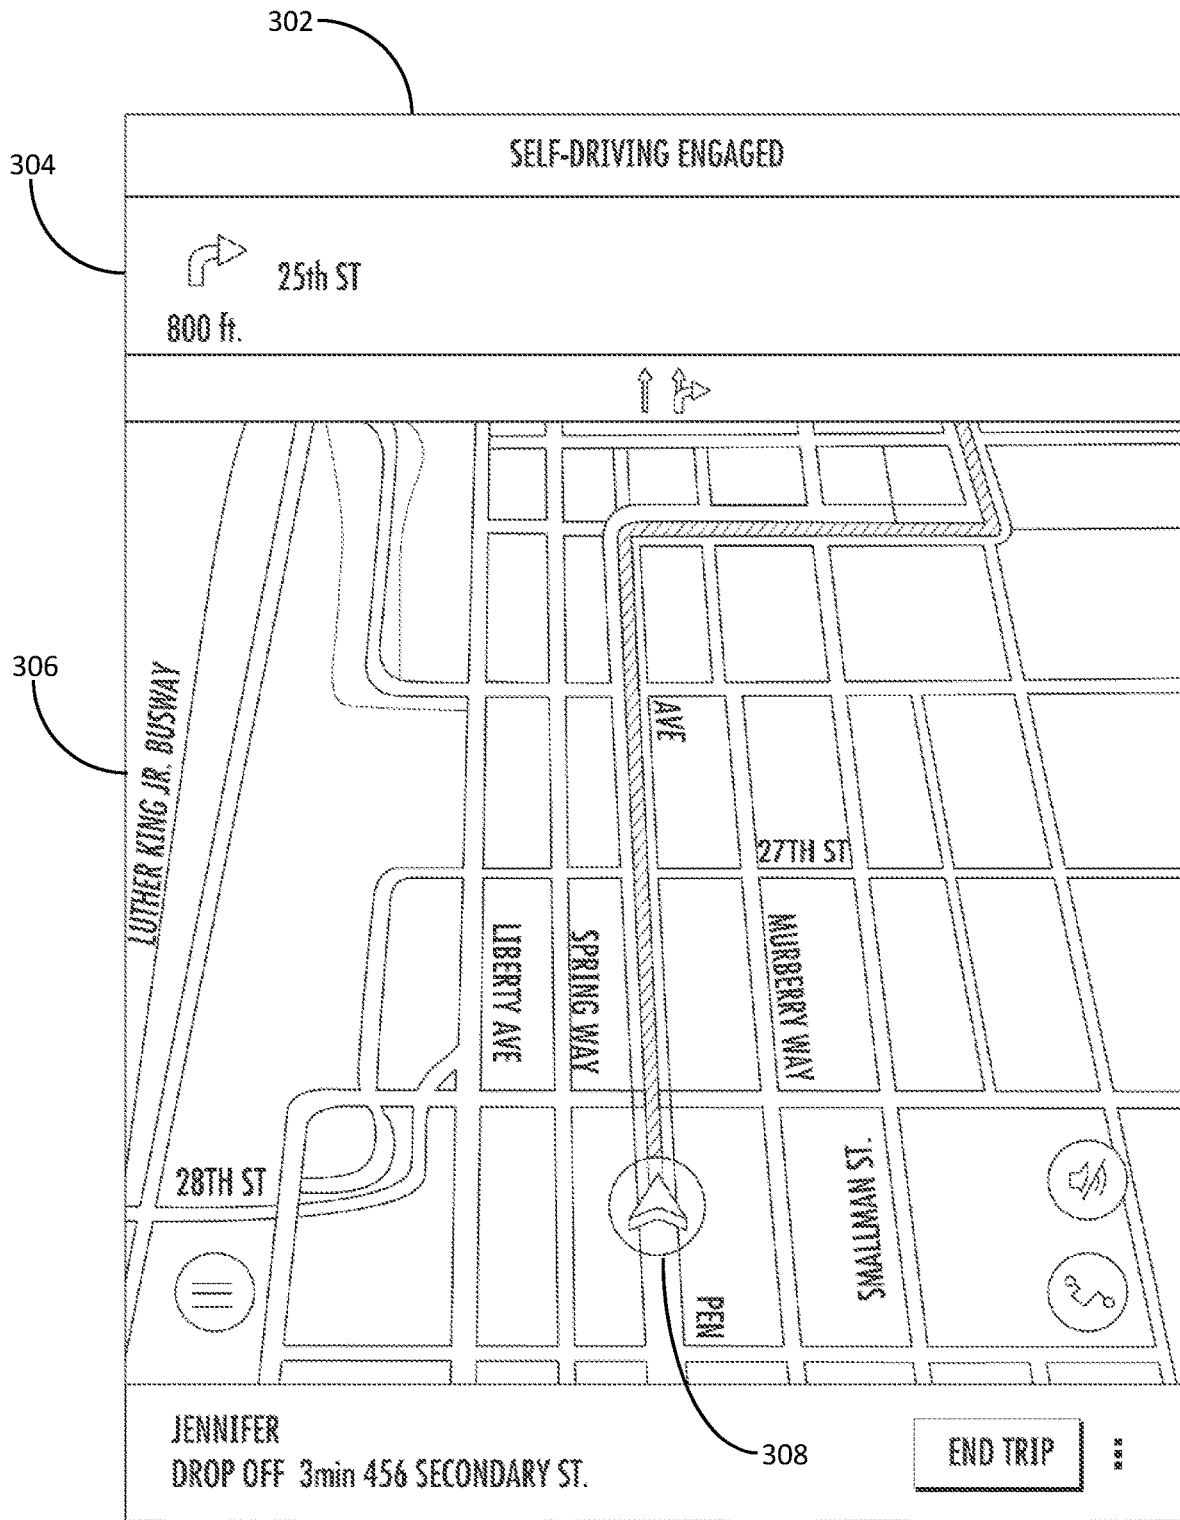 302
SELF-DRIVING ENGAGED
304
25th ST
800 ft.
306
LUTHER KING JR. BUSWAY
AVE
27TH ST
LIBERTY AVE
SPRING WAY
MURBERRY WAY
28TH ST
SMALLMAN ST.
PEN
JENNIFER
DROP OFF 3min 456 SECONDARY ST.
308
END TRIP